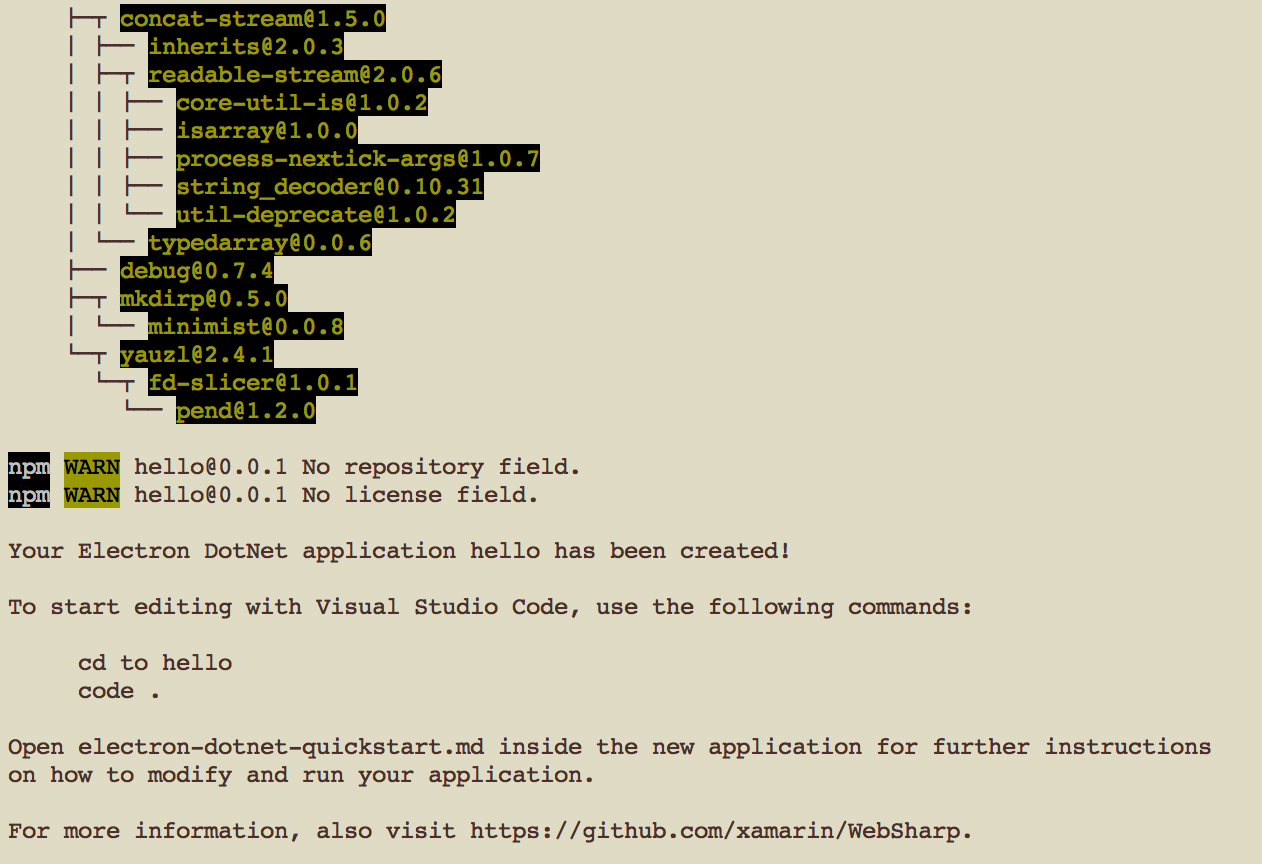 ├─┬ concat-stream@1.5.0
│ ├── inherits@2.0.3
│ ├─┬ readable-stream@2.0.6
│ │ ├── core-util-is@1.0.2
│ │ ├── isarray@1.0.0
│ │ ├── process-nextick-args@1.0.7
│ │ ├── string_decoder@0.10.31
│ │ └── util-deprecate@1.0.2
│ └── typedarray@0.0.6
├── debug@0.7.4
├─┬ mkdirp@0.5.0
│ └── minimist@0.0.8
└─┬ yauzl@2.4.1
  └─┬ fd-slicer@1.0.1
    └── pend@1.2.0
npm WARN hello@0.0.1 No repository field.
npm WARN hello@0.0.1 No license field.
Your Electron DotNet application hello has been created!
To start editing with Visual Studio Code, use the following commands:
cd to hello
code .
Open electron-dotnet-quickstart.md inside the new application for further instructions
on how to modify and run your application.
For more information, also visit https://github.com/xamarin/WebSharp.